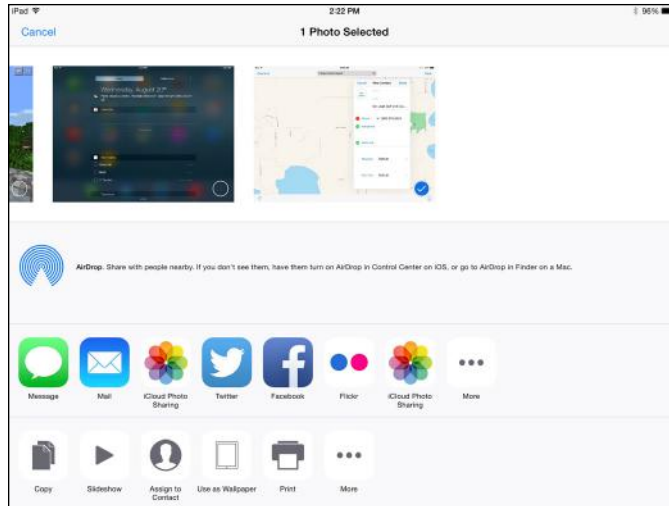 iPad 2:22 PM 96%
Cancel 1 Photo Selected
Wednesday, August 27th
AirDrop. Share with people nearby. If you don't see them, have them turn on AirDrop in Control Center on iOS, or go to AirDrop in Finder on a Mac.
Message Mail iCloud Photo Sharing Twitter Facebook Flickr iCloud Photo Sharing More
Copy Slideshow Assign to Contact Use as Wallpaper Print More